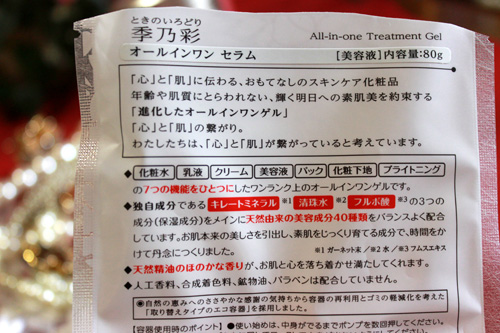 ときのいろどり
季乃彩 All-in-one Treatment Gel
オールインワン セラム [美容液]内容量:80g
「心」と「肌」に伝わる、おもてなしのスキンケア化粧品
年齢や肌質にとらわれない、輝く明日への素肌美を約束する
「進化したオールインワンゲル」
「心」と「肌」の繋がり。
わたしたちは、「心」と「肌」が繋がっていると考えています。
◆化粧水 乳液 クリーム 美容液 パック 化粧下地 ブライトニング
の7つの機能をひとつにしたワンランク上のオールインワンゲルです。
◆独自成分である キレートミネラル ※1 清珠水 ※2 フルボ酸 ※3 の3つの
成分(保湿成分)をメインに天然由来の美容成分40種類をバランスよく配合
しています。お肌本来の美しさを引出し、素肌をじっくり育てる成分で、時間をか
けて丹念につくりました。 ※1 ガーネット末／※2 水／※3 フムスエキス
◆天然精油のほのかな香りが、お肌と心を落ち着かせ満たしてくれます。
◆人工香料、合成着色料、鉱物油、パラベンは配合していません。
◉自然の恵みへのささやかな感謝の気持ちから容器の再利用とゴミの軽減化を考えた
「取り替えタイプのエコ容器」を採用しました。
【容器使用時のポイント】●使い始めは、中身がでるまでポンプを数回押してください。